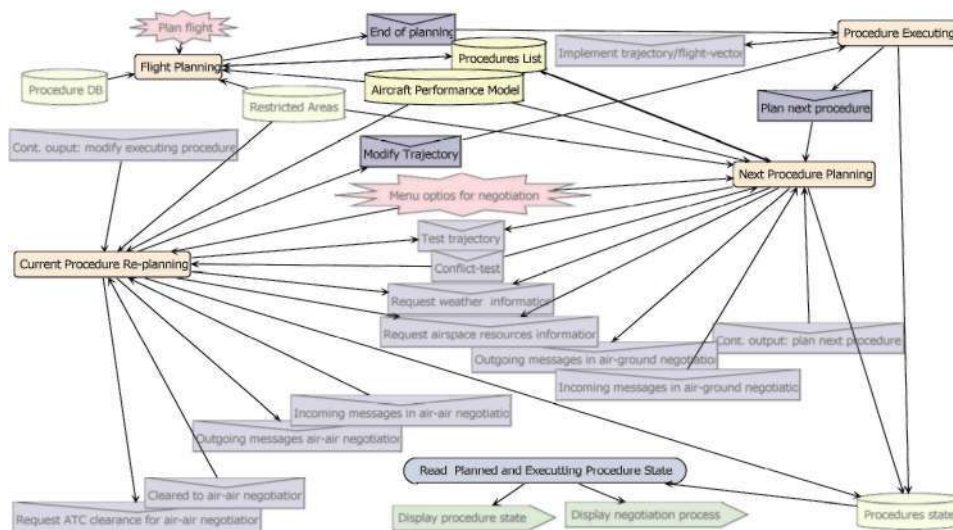 Plan flight
End of planning
Procedure Executing
Procedures List
Implement trajectory/flight-vector
Flight Planning
Procedure DB
Aircraft Performance Model
Restricted Areas
Plan next procedure
Cont. ouput: modify executing procedure
Modify Trajectory
Next Procedure Planning
Menu optios for negotiation
Test trajectory
Current Procedure Re-planning
Conflict-test
Request weather informatio
Request airspace resources informatio
Cont. output: plan next procedure
Outgoing messages in air-ground negotiatio
Incoming messages in air-ground negotiatio
Incoming messages in air-air negotiatio
Outgoing messages air-air negotiatio
Read Planned and Executting Procedure State
Cleared to air-air negotiatio
Request ATC clearance for air-air negotiatio
Display procedure state
Display negotiation process
Procedures state